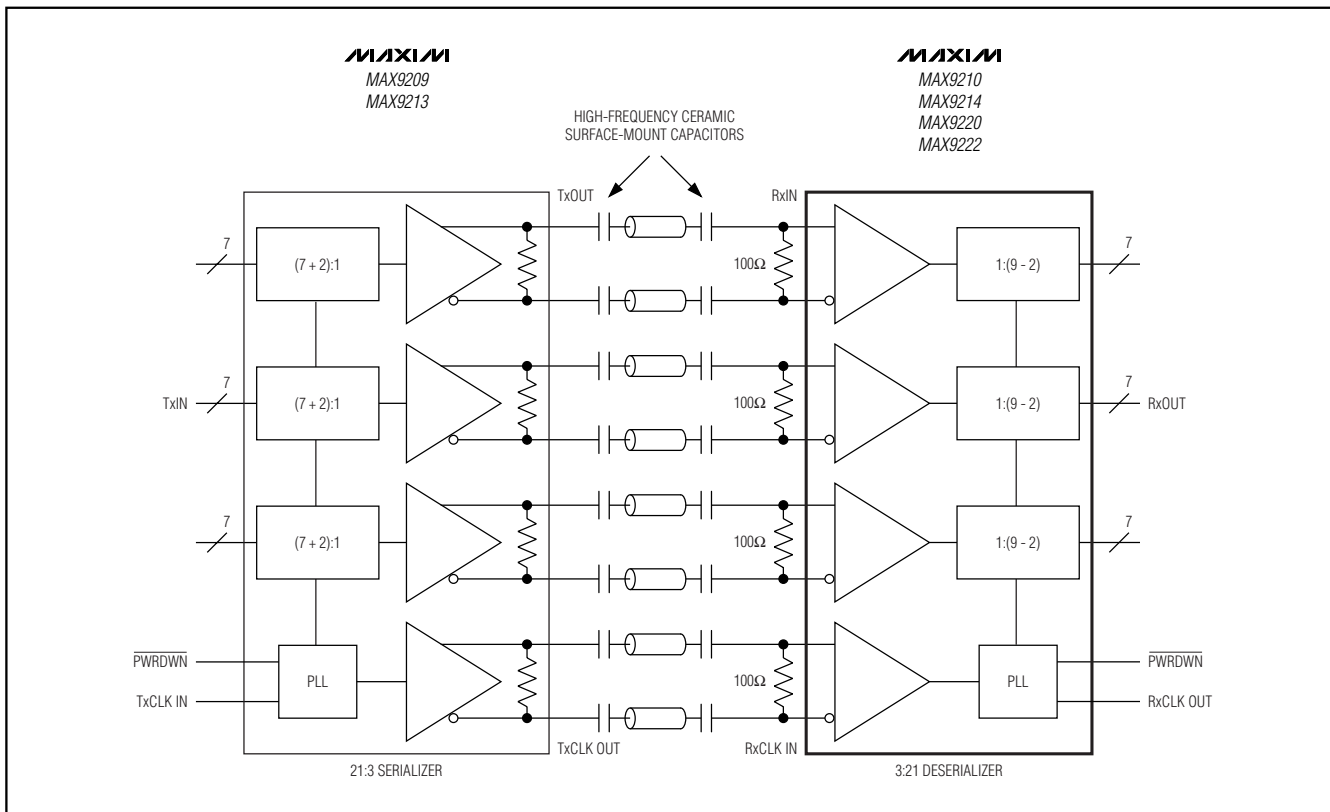 MAXIM
MAX9209
MAX9213
MAXIM
MAX9210
MAX9214
MAX9220
MAX9222
HIGH-FREQUENCY CERAMIC
SURFACE-MOUNT CAPACITORS
TxOUT
RxIN
7
(7 + 2):1
100Ω
1:(9 - 2)
7
TxIN
7
(7 + 2):1
100Ω
1:(9 - 2)
7
RxOUT
7
(7 + 2):1
100Ω
1:(9 - 2)
7
PWRDWN
TxCLK IN
PLL
100Ω
PLL
PWRDWN
RxCLK OUT
TxCLK OUT
RxCLK IN
21:3 SERIALIZER
3:21 DESERIALIZER